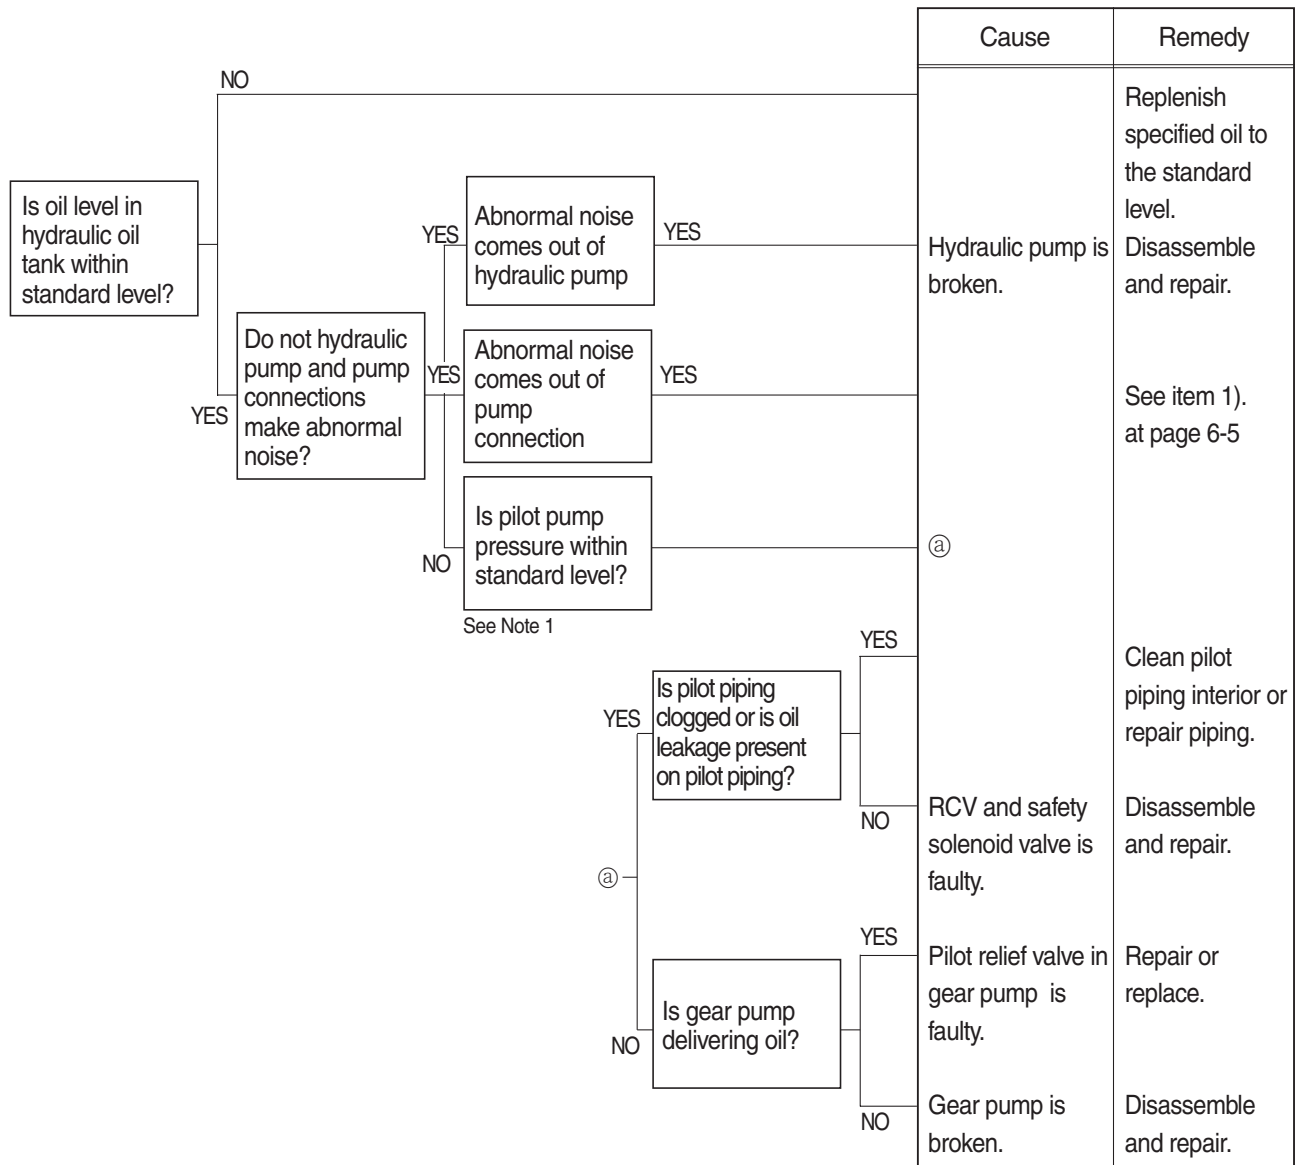 Cause
Remedy
NO
Replenish
specified oil to
the standard
level.
Is oil level in
hydraulic oil
tank within
standard level?
YES
Abnormal noise
comes out of
hydraulic pump
YES
Hydraulic pump is
broken.
Disassemble
and repair.
YES
Do not hydraulic
pump and pump
connections
make abnormal
noise?
YES
Abnormal noise
comes out of
pump
connection
YES
See item 1).
at page 6-5
NO
Is pilot pump
pressure within
standard level?
ⓐ
See Note 1
YES
Is pilot piping
clogged or is oil
leakage present
on pilot piping?
YES
Clean pilot
piping interior or
repair piping.
NO
RCV and safety
solenoid valve is
faulty.
Disassemble
and repair.
ⓐ
NO
Is gear pump
delivering oil?
YES
Pilot relief valve in
gear pump is
faulty.
Repair or
replace.
NO
Gear pump is
broken.
Disassemble
and repair.